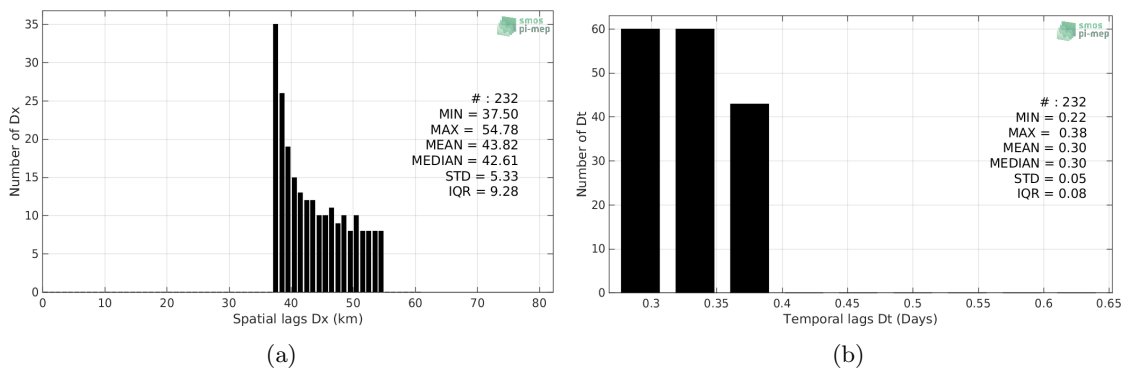 smos
pi-mep
35
30
25
20
15
10
5
0
Number of Dx
# : 232
MIN = 37.50
MAX = 54.78
MEAN = 43.82
MEDIAN = 42.61
STD = 5.33
IQR = 9.28
0 10 20 30 40 50 60 70 80
Spatial lags Dx (km)
(a)
smos
pi-mep
60
50
40
30
20
10
0
Number of Dt
# : 232
MIN = 0.22
MAX = 0.38
MEAN = 0.30
MEDIAN = 0.30
STD = 0.05
IQR = 0.08
0.3 0.35 0.4 0.45 0.5 0.55 0.6 0.65
Temporal lags Dt (Days)
(b)